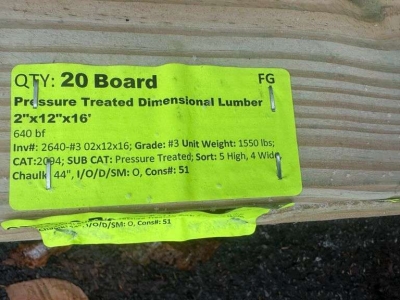 QTY: 20 Board FG
Pressure Treated Dimensional Lumber
2"x12"x16'
640 bf
Inv#: 2640-#3 02x12x16; Grade: #3 Unit Weight: 1550 lbs;
CAT:2094; SUB CAT: Pressure Treated; Sort: 5 High, 4 Wide
Chaulk: 44", I/O/D/SM: O, Cons#: 51
I/O/D/SM: O, Cons#: 51